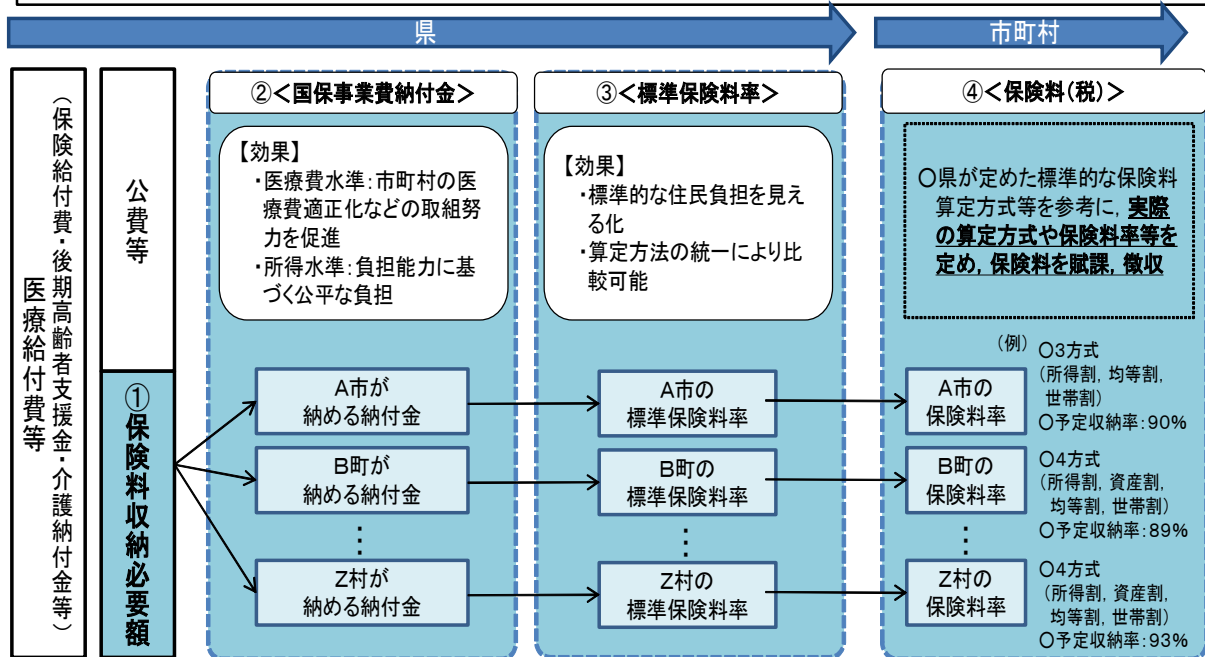 県
市町村
医療給付費等
（保険給付費・後期高齢者支援金・介護納付金等）
公費等
①保険料収納必要額
②＜国保事業費納付金＞
【効果】
・医療費水準：市町村の医
療費適正化などの取組努
力を促進
・所得水準：負担能力に基
づく公平な負担
A市が
納める納付金
B町が
納める納付金
⋮
Z村が
納める納付金
③＜標準保険料率＞
【効果】
・標準的な住民負担を見え
る化
・算定方法の統一により比
較可能
A市の
標準保険料率
B町の
標準保険料率
⋮
Z村の
標準保険料率
④＜保険料（税）＞
○県が定めた標準的な保険料
算定方式等を参考に，実際
の算定方式や保険料率等を
定め，保険料を賦課，徴収
（例）
A市の
保険料率
○3方式
（所得割，均等割，
世帯割）
○予定収納率：90%
B町の
保険料率
○4方式
（所得割，資産割，
均等割，世帯割）
○予定収納率：89%
⋮
Z村の
保険料率
○4方式
（所得割，資産割，
均等割，世帯割）
○予定収納率：93%